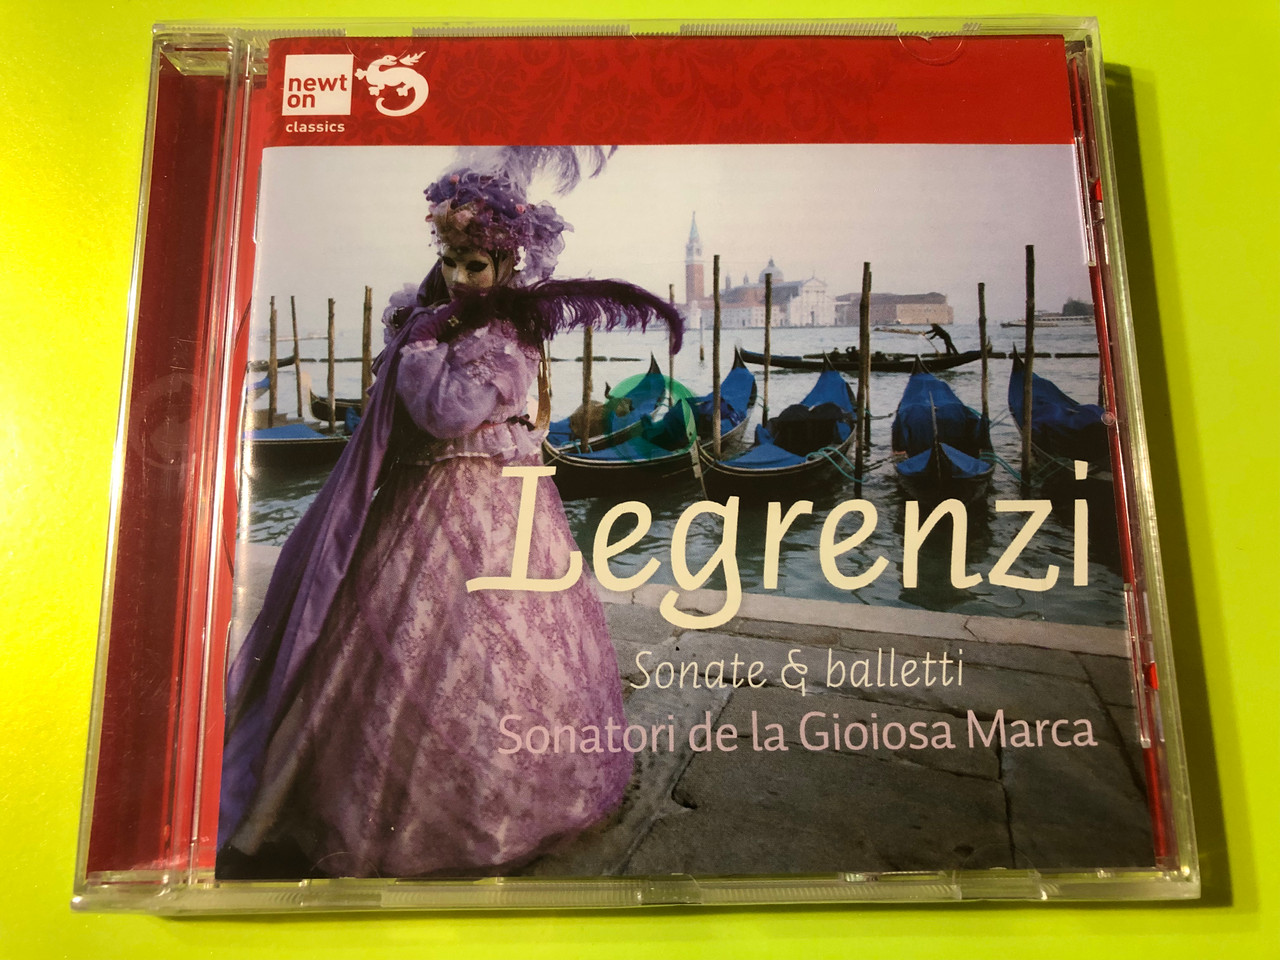 newt
on
classics
Legrenzi
Sonate & balletti
Sonatori de la Gioiosa Marca